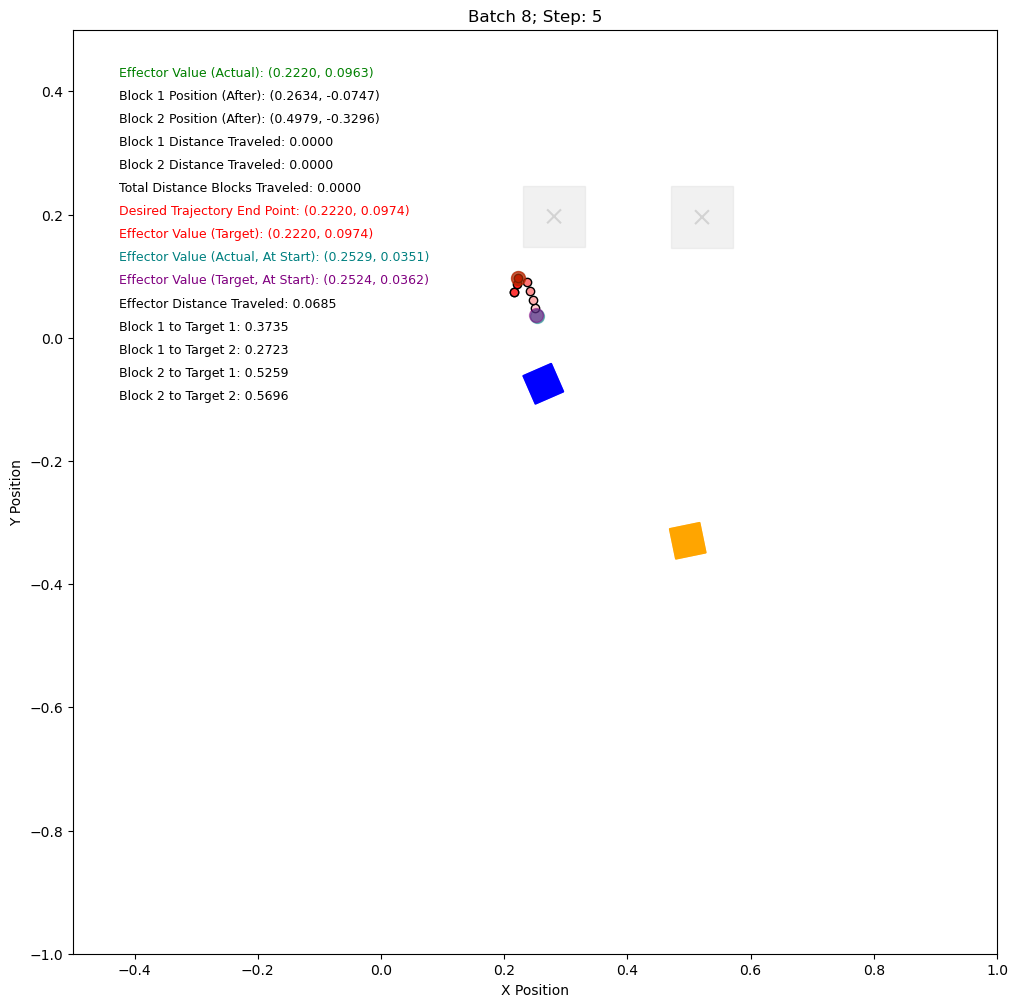 Batch 8; Step: 5
Effector Value (Actual): (0.2220, 0.0963)
Block 1 Position (After): (0.2634, -0.0747)
Block 2 Position (After): (0.4979, -0.3296)
Block 1 Distance Traveled: 0.0000
Block 2 Distance Traveled: 0.0000
Total Distance Blocks Traveled: 0.0000
Desired Trajectory End Point: (0.2220, 0.0974)
Effector Value (Target): (0.2220, 0.0974)
Effector Value (Actual, At Start): (0.2529, 0.0351)
Effector Value (Target, At Start): (0.2524, 0.0362)
Effector Distance Traveled: 0.0685
Block 1 to Target 1: 0.3735
Block 1 to Target 2: 0.2723
Block 2 to Target 1: 0.5259
Block 2 to Target 2: 0.5696
Y Position
0.4
0.2
0.0
−0.2
−0.4
−0.6
−0.8
−1.0
−0.4
−0.2
0.0
0.2
0.4
0.6
0.8
1.0
X Position